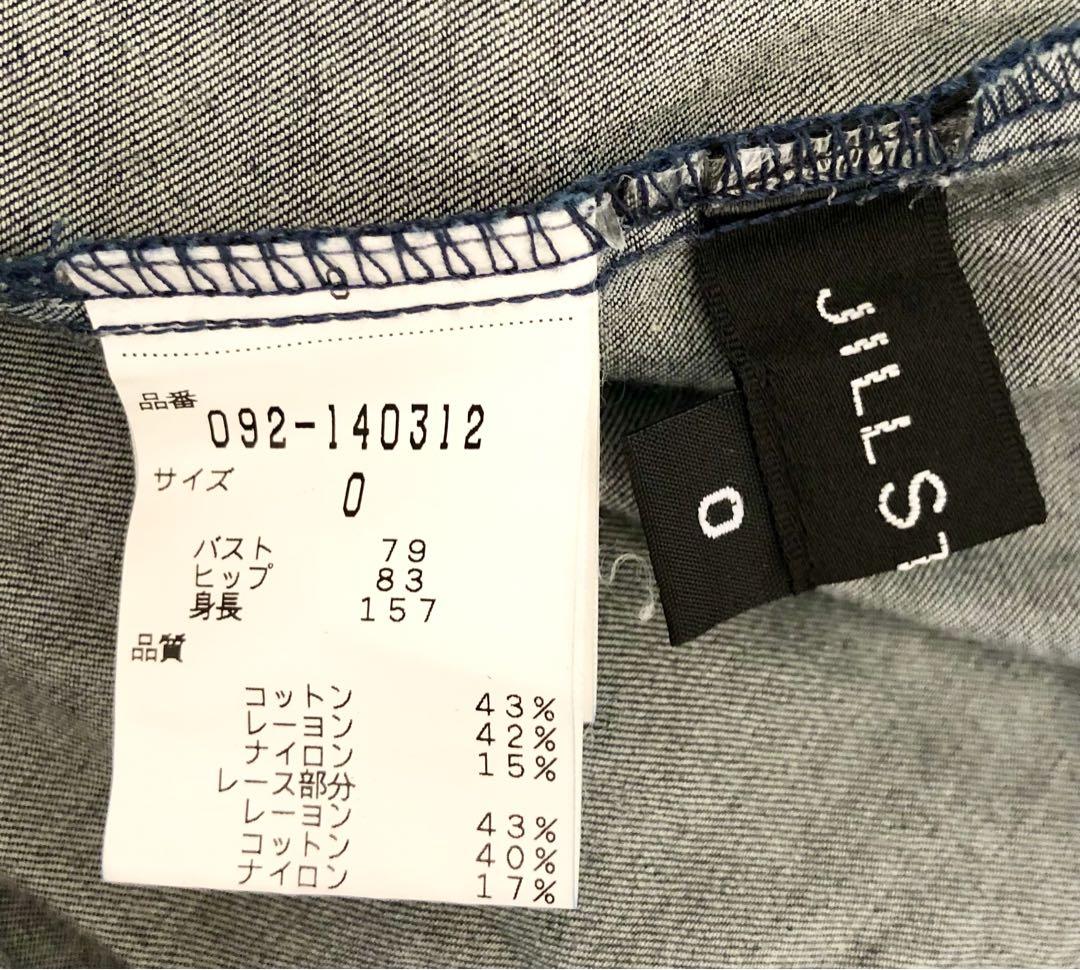 品番
092-140312
サイズ 0
バスト 79
ヒップ 83
身長 157
品質
コットン 43%
レーヨン 42%
ナイロン 15%
レース部分
レーヨン 43%
コットン 40%
ナイロン 17%
0
JILLST